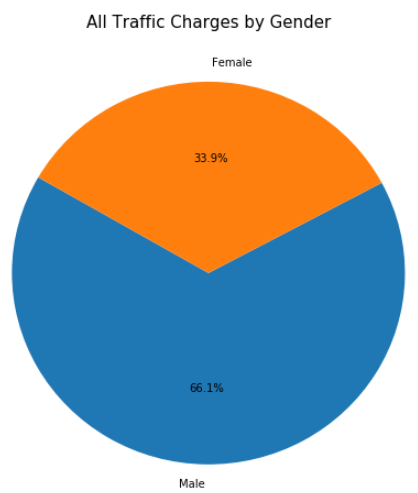 All Traffic Charges by Gender
Female
33.9%
66.1%
Male